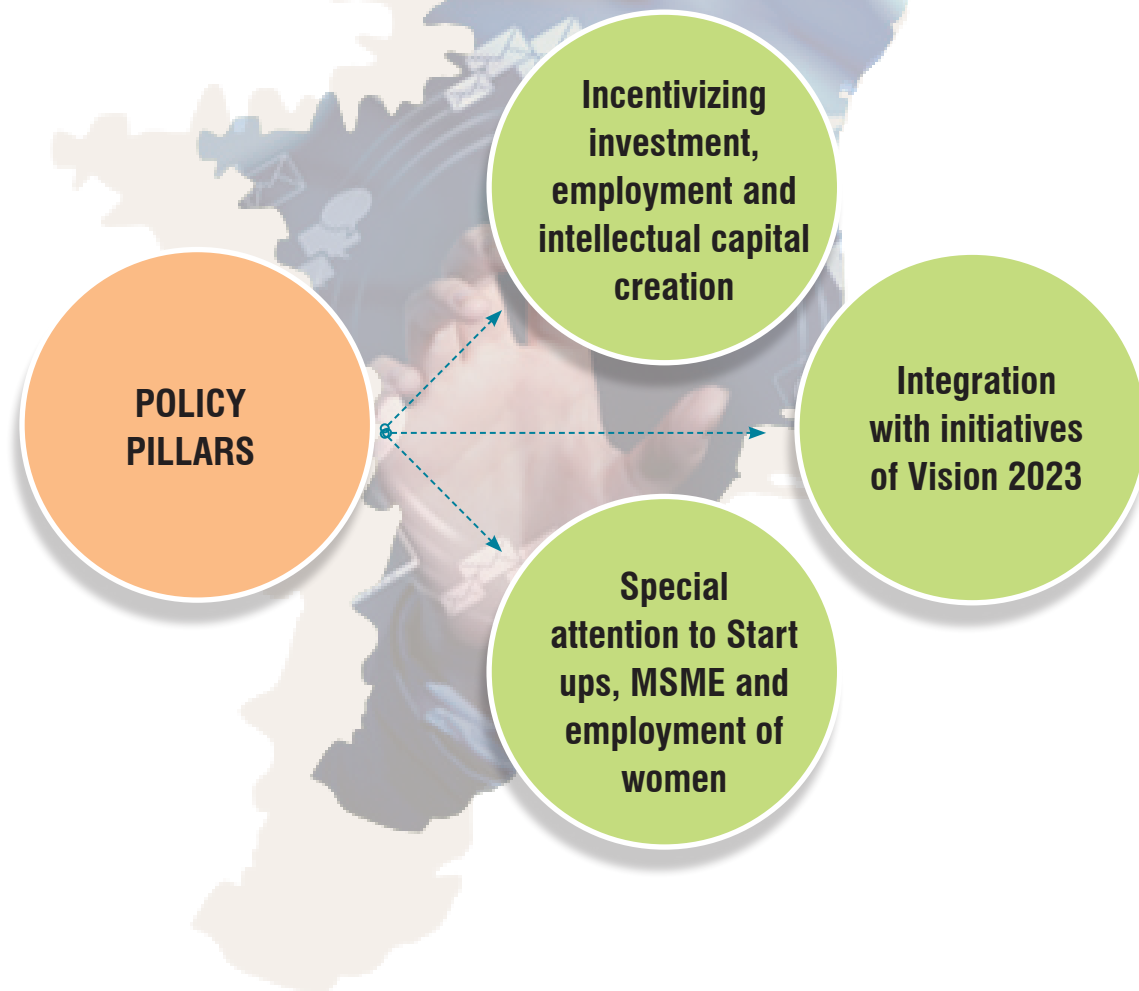 POLICY
PILLARS
Incentivizing
investment,
employment and
intellectual capital
creation
Integration
with initiatives
of Vision 2023
Special
attention to Start
ups, MSME and
employment of
women